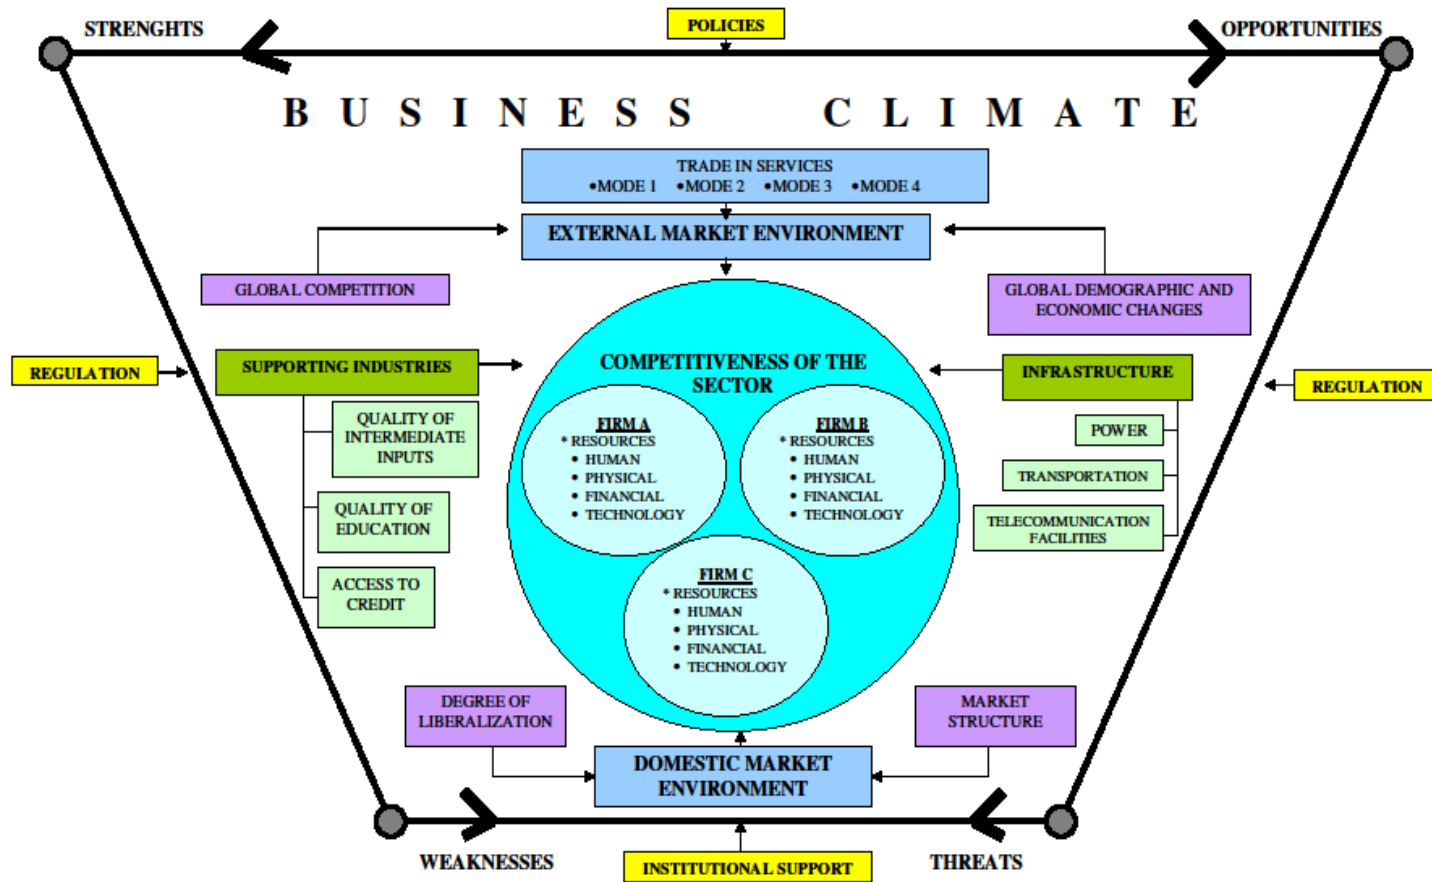 STRENGHTS
POLICIES
OPPORTUNITIES
BUSINESS CLIMATE
TRADE IN SERVICES
•MODE 1 •MODE 2 •MODE 3 •MODE 4
EXTERNAL MARKET ENVIRONMENT
GLOBAL COMPETITION
GLOBAL DEMOGRAPHIC AND
ECONOMIC CHANGES
REGULATION
SUPPORTING INDUSTRIES
COMPETITIVENESS OF THE
SECTOR
INFRASTRUCTURE
REGULATION
QUALITY OF
INTERMEDIATE
INPUTS
QUALITY OF
EDUCATION
ACCESS TO
CREDIT
FIRM A
* RESOURCES
• HUMAN
• PHYSICAL
• FINANCIAL
• TECHNOLOGY
FIRM B
* RESOURCES
• HUMAN
• PHYSICAL
• FINANCIAL
• TECHNOLOGY
POWER
TRANSPORTATION
TELECOMMUNICATION
FACILITIES
FIRM C
* RESOURCES
• HUMAN
• PHYSICAL
• FINANCIAL
• TECHNOLOGY
DEGREE OF
LIBERALIZATION
MARKET
STRUCTURE
DOMESTIC MARKET
ENVIRONMENT
WEAKNESSES
INSTITUTIONAL SUPPORT
THREATS